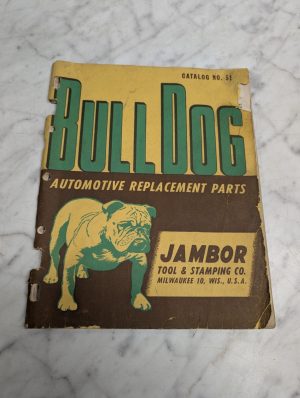 CATALOG NO. 51
BULL DOG
AUTOMOTIVE REPLACEMENT PARTS
JAMBOR
TOOL & STAMPING CO.
MILWAUKEE 10, WIS., U.S.A.